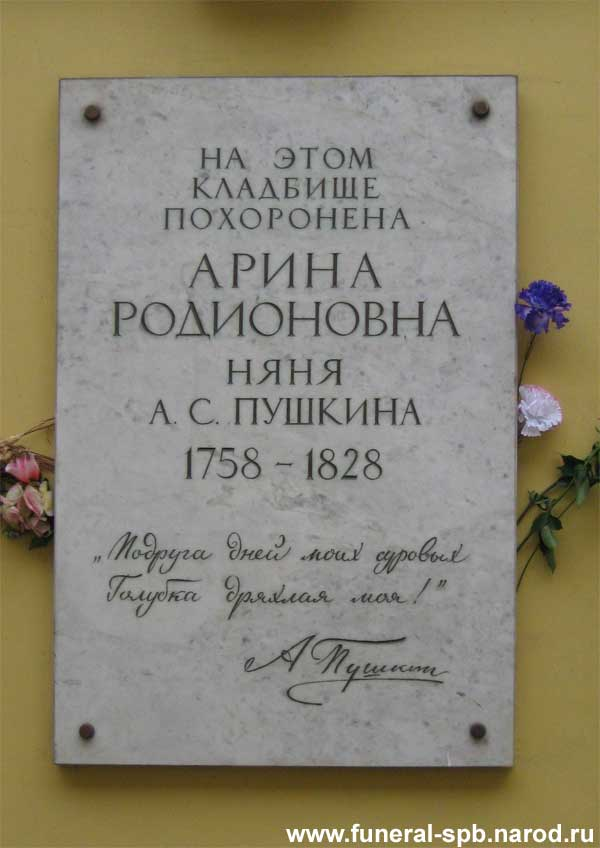 НА ЭТОМ
КЛАДБИЩЕ
ПОХОРОНЕНА
АРИНА
РОДИОНОВНА
НЯНЯ
А. С. ПУШКИНА
1758 – 1828
„Подруга дней моих суровых
Голубка дряхлая моя!"
А Пушкин
www.funeral-spb.narod.ru